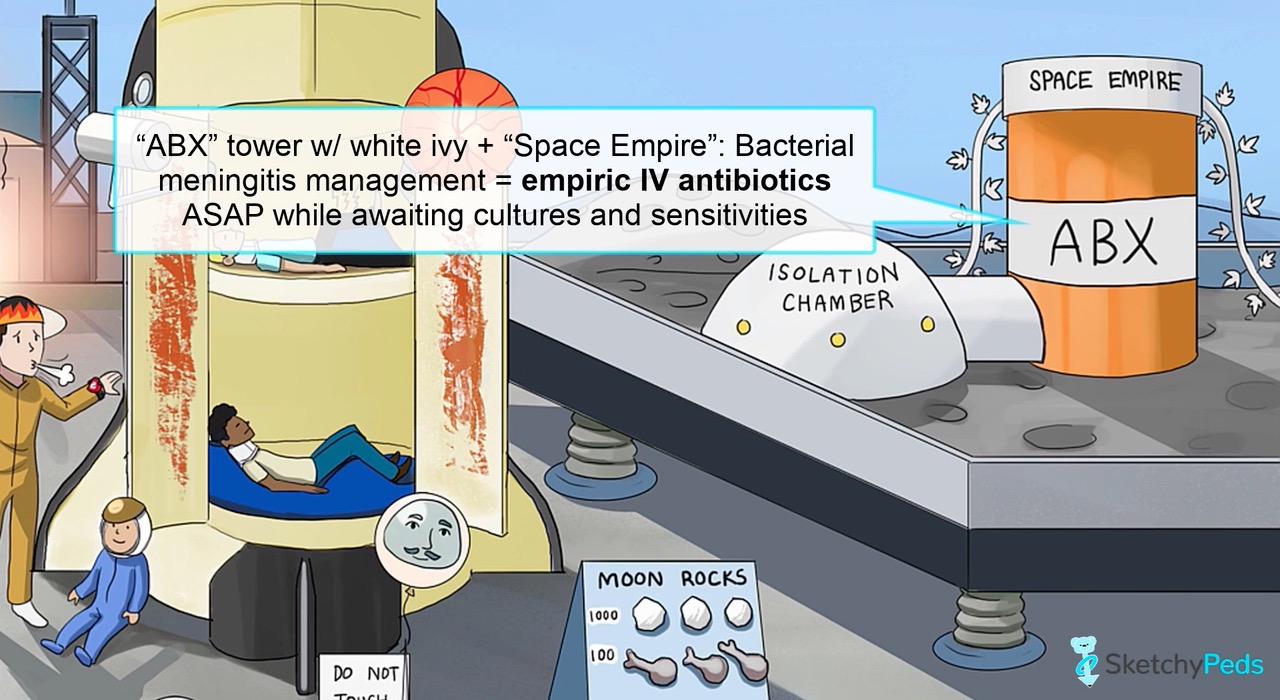 SPACE EMPIRE
“ABX” tower w/ white ivy + “Space Empire”: Bacterial
meningitis management = empiric IV antibiotics
ASAP while awaiting cultures and sensitivities
ABX
ISOLATION
CHAMBER
MOON ROCKS
1000
100
DO NOT
TOUCH
SketchyPeds